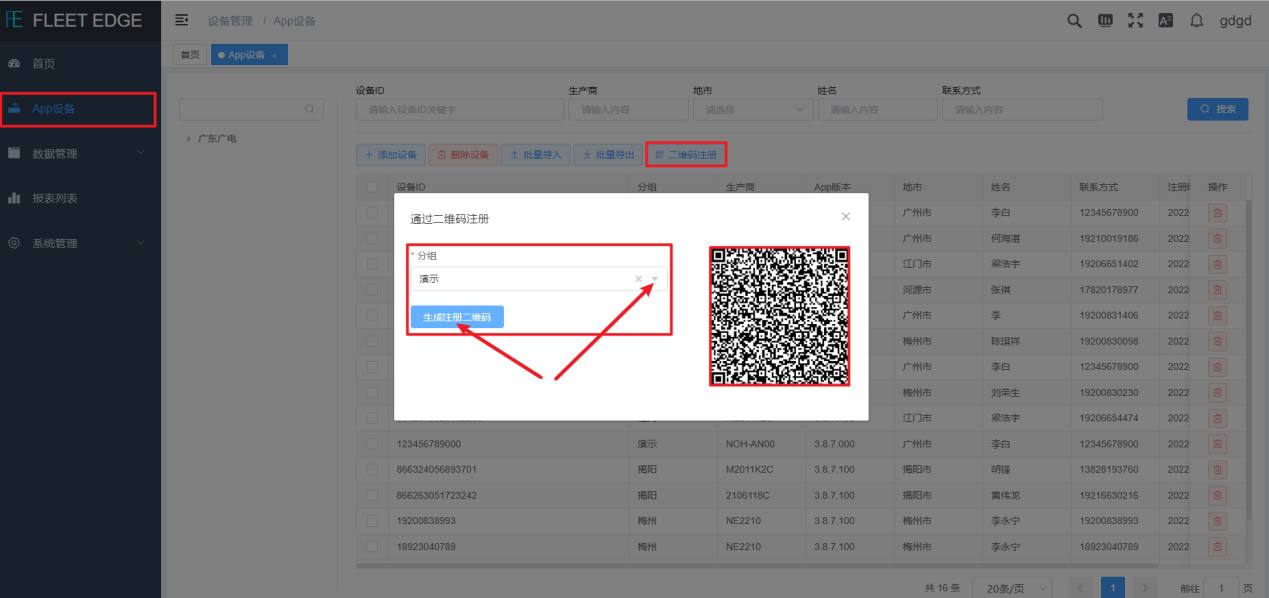 FLEET EDGE
设备管理 / App设备
gdgd
首页
App设备
首页
App设备
数据管理
报表列表
系统管理
广东广电
设备ID 生产商 地市 姓名 联系方式
请输入设备ID关键字 请输入内容 请选择 请输入内容 请输入内容 搜索
添加设备 删除设备 批量导入 批量导出 二维码注册
设备ID 分组 生产商 App版本 地市 姓名 联系方式 操作
通过二维码注册
* 分组
演示
生成注册二维码
广州市 李白 12345678900 2022
广州市 何海湛 19210019186 2022
江门市 梁浩宇 19206651402 2022
河源市 张祺 17820178977 2022
广州市 李 19200831406 2022
梅州市 陈琪祥 19200830098 2022
广州市 李白 12345678900 2022
梅州市 刘荣生 19200830230 2022
江门市 梁浩宇 19206654474 2022
123456789000 演示 NOH-AN00 3.8.7.000 广州市 李白 12345678900 2022
866324056893701 揭阳 M2011K2C 3.8.7.100 揭阳市 胡锋 13828193760 2022
866263051723242 揭阳 2106118C 3.8.7.100 揭阳市 黄伟龙 19216630216 2022
19200838993 梅州 NE2210 3.8.7.100 梅州市 李永宁 19200838993 2022
18923040789 梅州 NE2210 3.8.7.100 梅州市 李永宁 18923040789 2022
共 16 条 20条/页 1 前往 1 页